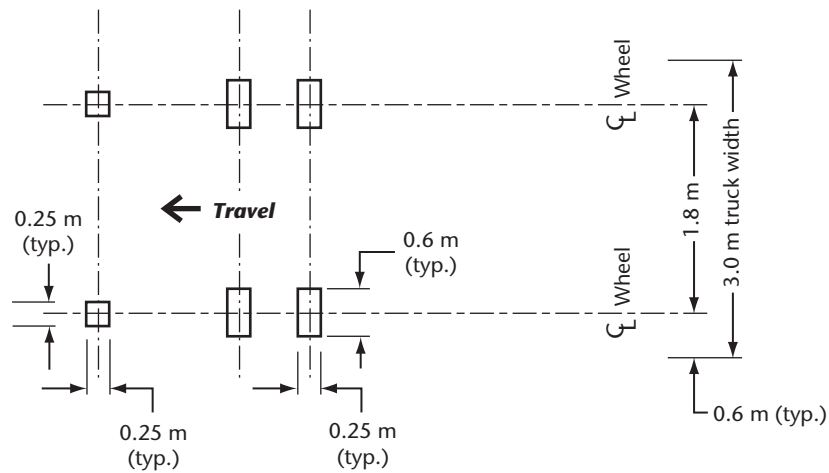 Wheel
C
L
0.25 m
(typ.)
Travel
0.6 m
(typ.)
1.8 m
3.0 m truck width
Wheel
C
L
0.6 m (typ.)
0.25 m
(typ.)
0.25 m
(typ.)